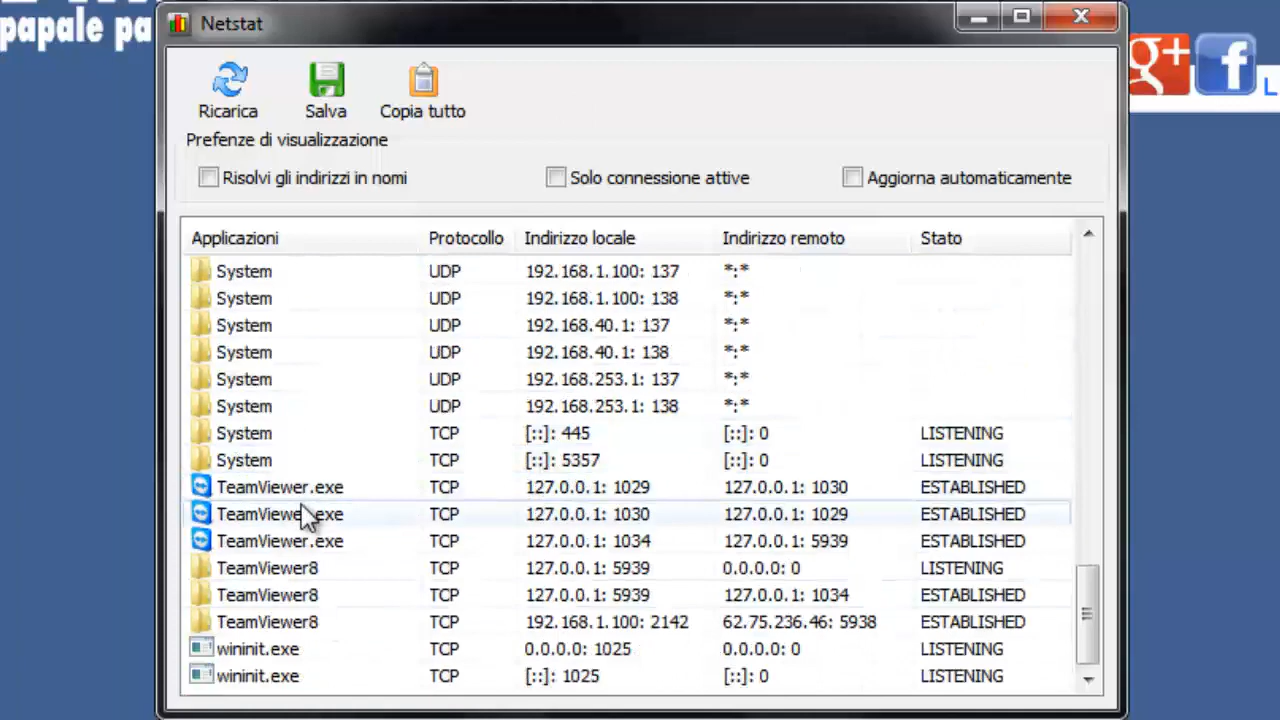 papale pa
Netstat
g+ f
L
Ricarica Salva Copia tutto
Prefenze di visualizzazione
Risolvi gli indirizzi in nomi Solo connessione attive Aggiorna automaticamente
Applicazioni Protocollo Indirizzo locale Indirizzo remoto Stato
System UDP 192.168.1.100: 137 *:*
System UDP 192.168.1.100: 138 *:*
System UDP 192.168.40.1: 137 *:*
System UDP 192.168.40.1: 138 *:*
System UDP 192.168.253.1: 137 *:*
System UDP 192.168.253.1: 138 *:*
System TCP [::]: 445 [::]: 0 LISTENING
System TCP [::]: 5357 [::]: 0 LISTENING
TeamViewer.exe TCP 127.0.0.1: 1029 127.0.0.1: 1030 ESTABLISHED
TeamViewer.exe TCP 127.0.0.1: 1030 127.0.0.1: 1029 ESTABLISHED
TeamViewer.exe TCP 127.0.0.1: 1034 127.0.0.1: 5939 ESTABLISHED
TeamViewer8 TCP 127.0.0.1: 5939 0.0.0.0: 0 LISTENING
TeamViewer8 TCP 127.0.0.1: 5939 127.0.0.1: 1034 ESTABLISHED
TeamViewer8 TCP 192.168.1.100: 2142 62.75.236.46: 5938 ESTABLISHED
wininit.exe TCP 0.0.0.0: 1025 0.0.0.0: 0 LISTENING
wininit.exe TCP [::]: 1025 [::]: 0 LISTENING